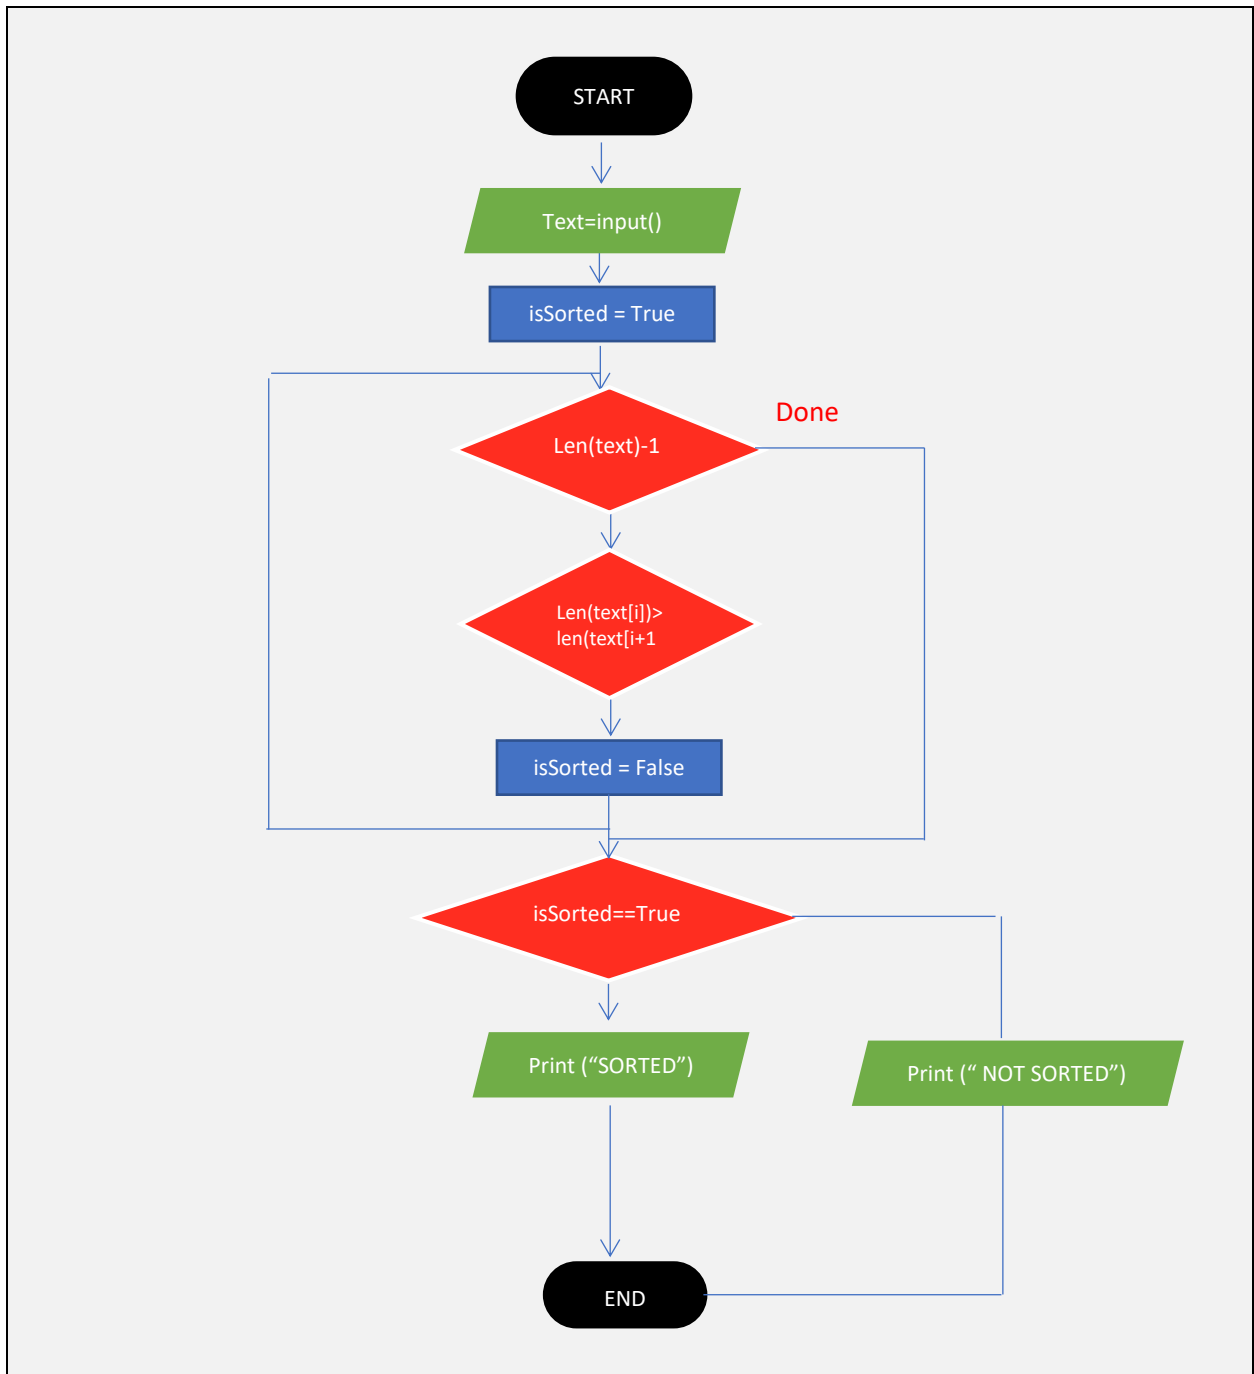 START
Text=input()
isSorted = True
Done
Len(text)-1
Len(text[i])>
len(text[i+1
isSorted = False
isSorted==True
Print (“SORTED”)
Print (“ NOT SORTED”)
END